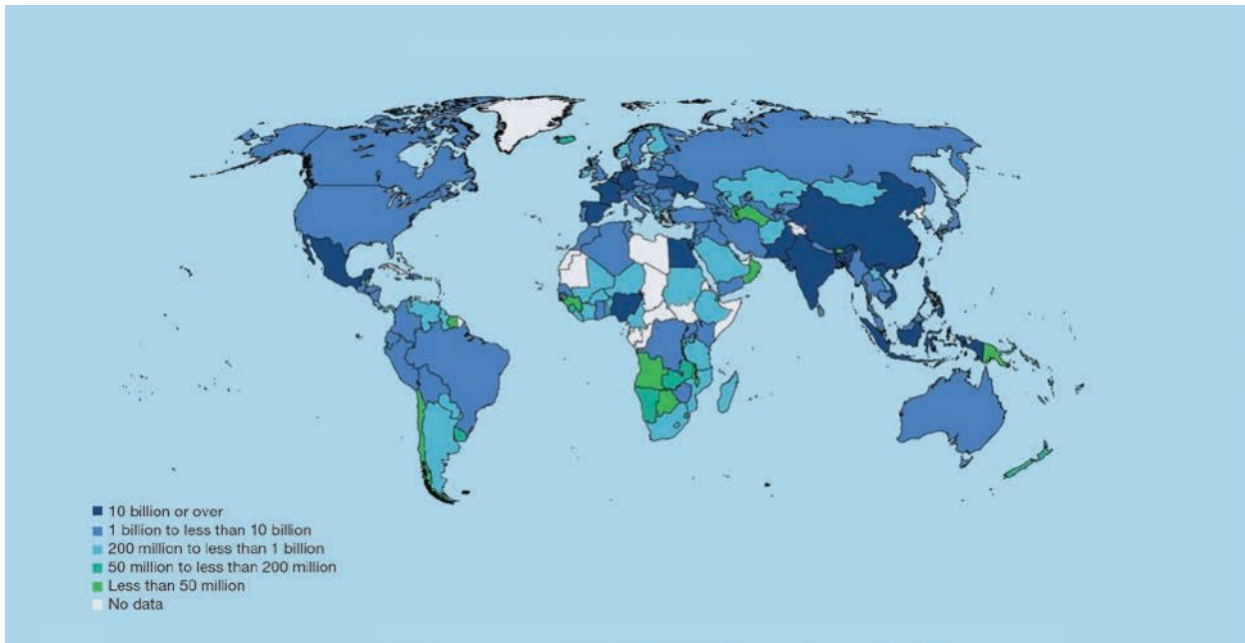 10 billion or over
1 billion to less than 10 billion
200 million to less than 1 billion
50 million to less than 200 million
Less than 50 million
No data